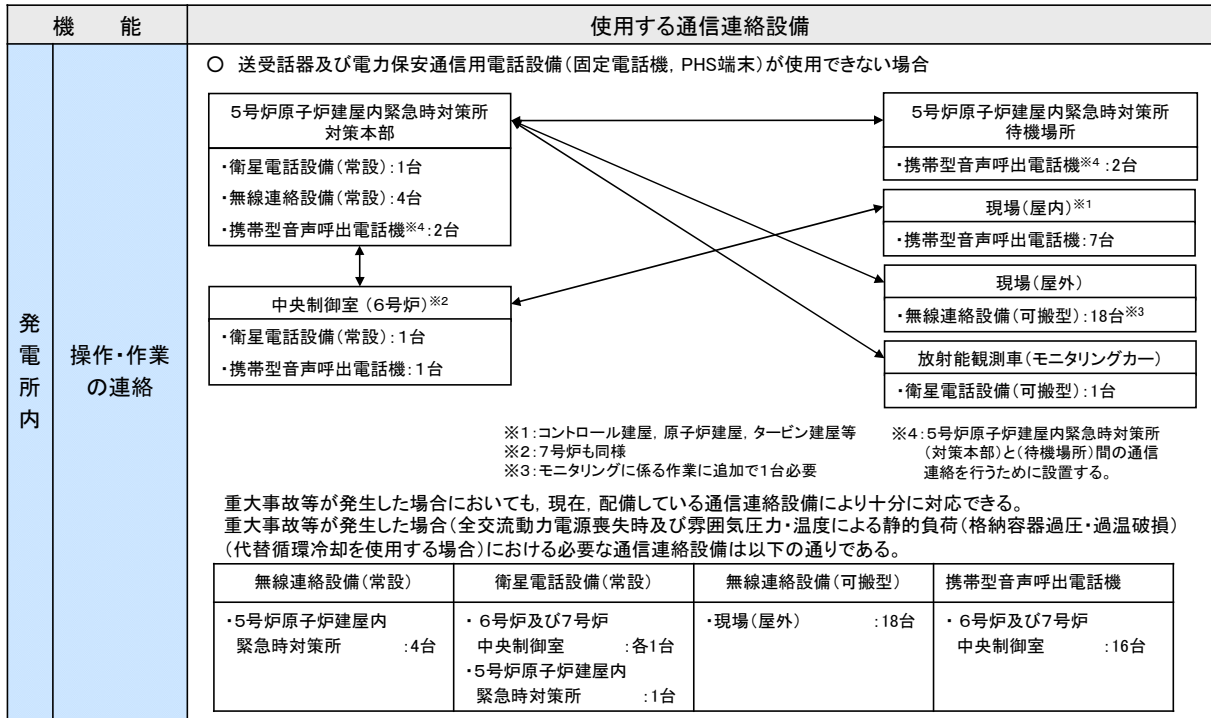 機　能
使用する通信連絡設備
発電所内
操作・作業
の連絡
○ 送受話器及び電力保安通信用電話設備(固定電話機, PHS端末)が使用できない場合
5号炉原子炉建屋内緊急時対策所
対策本部
・衛星電話設備(常設):1台
・無線連絡設備(常設):4台
・携帯型音声呼出電話機※4:2台
中央制御室(6号炉)※2
・衛星電話設備(常設):1台
・携帯型音声呼出電話機:1台
5号炉原子炉建屋内緊急時対策所
待機場所
・携帯型音声呼出電話機※4:2台
現場(屋内)※1
・携帯型音声呼出電話機:7台
現場(屋外)
・無線連絡設備(可搬型):18台※3
放射能観測車(モニタリングカー)
・衛星電話設備(可搬型):1台
※1:コントロール建屋, 原子炉建屋, タービン建屋等
※2:7号炉も同様
※3:モニタリングに係る作業に追加で1台必要
※4:5号炉原子炉建屋内緊急時対策所
(対策本部)と(待機場所)間の通信
連絡を行うために設置する。
重大事故等が発生した場合においても, 現在, 配備している通信連絡設備により十分に対応できる。
重大事故等が発生した場合(全交流動力電源喪失時及び雰囲気圧力・温度による静的負荷(格納容器過圧・過温破損)
(代替循環冷却を使用する場合)における必要な通信連絡設備は以下の通りである。
無線連絡設備(常設)
衛星電話設備(常設)
無線連絡設備(可搬型)
携帯型音声呼出電話機
・5号炉原子炉建屋内
緊急時対策所　:4台
・6号炉及び7号炉
中央制御室　:各1台
・5号炉原子炉建屋内
緊急時対策所　:1台
・現場(屋外)　:18台
・6号炉及び7号炉
中央制御室　:16台